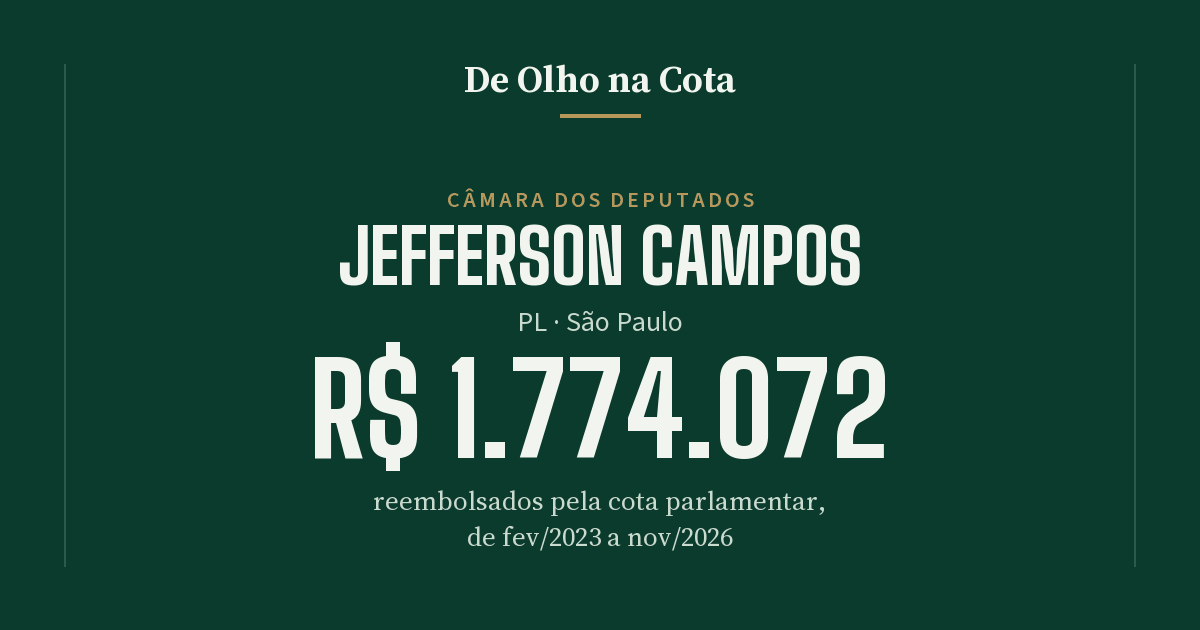 De Olho na Cota
CÂMARA DOS DEPUTADOS
JEFFERSON CAMPOS
PL · São Paulo
R$ 1.774.072
reembolsados pela cota parlamentar,
de fev/2023 a nov/2026